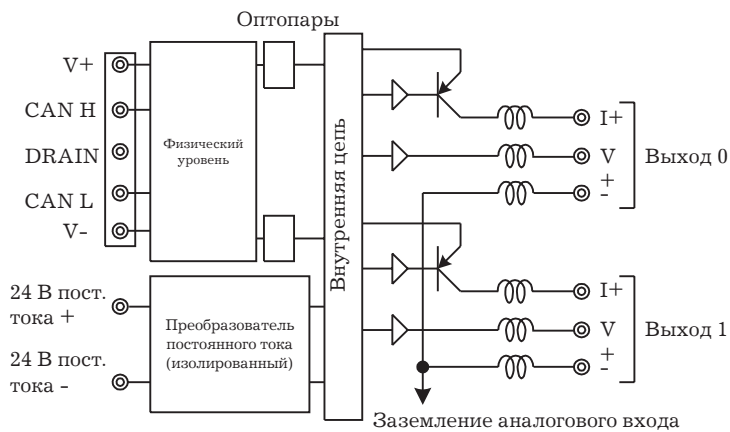 Оптопары
V+
CAN H
DRAIN
CAN L
V-
Физический
уровень
Внутренняя цепь
I+
V
+
-
Выход 0
24 В пост.
тока +
24 В пост.
тока -
Преобразователь
постоянного тока
(изолированный)
I+
V
+
-
Выход 1
Заземление аналогового входа